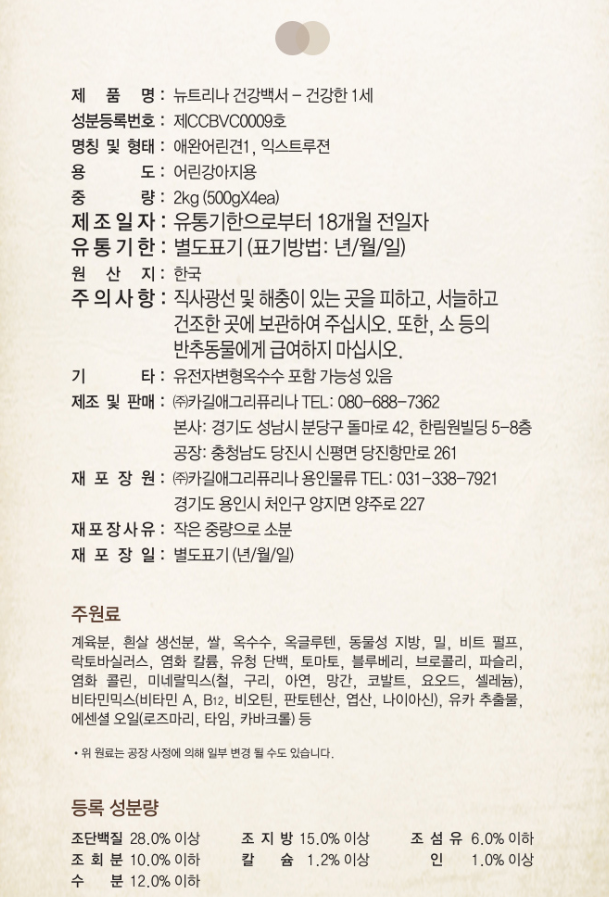 제 품 명 : 뉴트리나 건강백서 - 건강한 1세
성분등록번호 : 제CCBVC0009호
명칭 및 형태 : 애완어린견1, 익스트루젼
용 도 : 어린강아지용
중 량 : 2kg (500gX4ea)
제조일자 : 유통기한으로부터 18개월 전일자
유통기한 : 별도표기 (표기방법: 년/월/일)
원 산 지 : 한국
주의사항 : 직사광선 및 해충이 있는 곳을 피하고, 서늘하고
건조한 곳에 보관하여 주십시오. 또한, 소 등의
반추동물에게 급여하지 마십시오.
기 타 : 유전자변형옥수수 포함 가능성 있음
제조 및 판매 : ㈜카길애그리퓨리나 TEL: 080-688-7362
본사: 경기도 성남시 분당구 돌마로 42, 한림원빌딩 5-8층
공장: 충청남도 당진시 신평면 당진항만로 261
재 포 장 원 : ㈜카길애그리퓨리나 용인물류 TEL: 031-338-7921
경기도 용인시 처인구 양지면 양주로 227
재포장사유 : 작은 중량으로 소분
재 포 장 일 : 별도표기 (년/월/일)
주원료
계육분, 흰살 생선분, 쌀, 옥수수, 옥글루텐, 동물성 지방, 밀, 비트 펄프,
락토바실러스, 염화 칼륨, 유청 단백, 토마토, 블루베리, 브로콜리, 파슬리,
염화 콜린, 미네랄믹스(철, 구리, 아연, 망간, 코발트, 요오드, 셀레늄),
비타민믹스(비타민 A, B12, 비오틴, 판토텐산, 엽산, 나이아신), 유카 추출물,
에센셜 오일(로즈마리, 타임, 카바크롤) 등
• 위 원료는 공장 사정에 의해 일부 변경 될 수도 있습니다.
등록 성분량
조단백질 28.0% 이상 조 지 방 15.0% 이상 조 섬 유 6.0% 이하
조 회 분 10.0% 이하 칼 슘 1.2% 이상 인 1.0% 이상
수 분 12.0% 이하